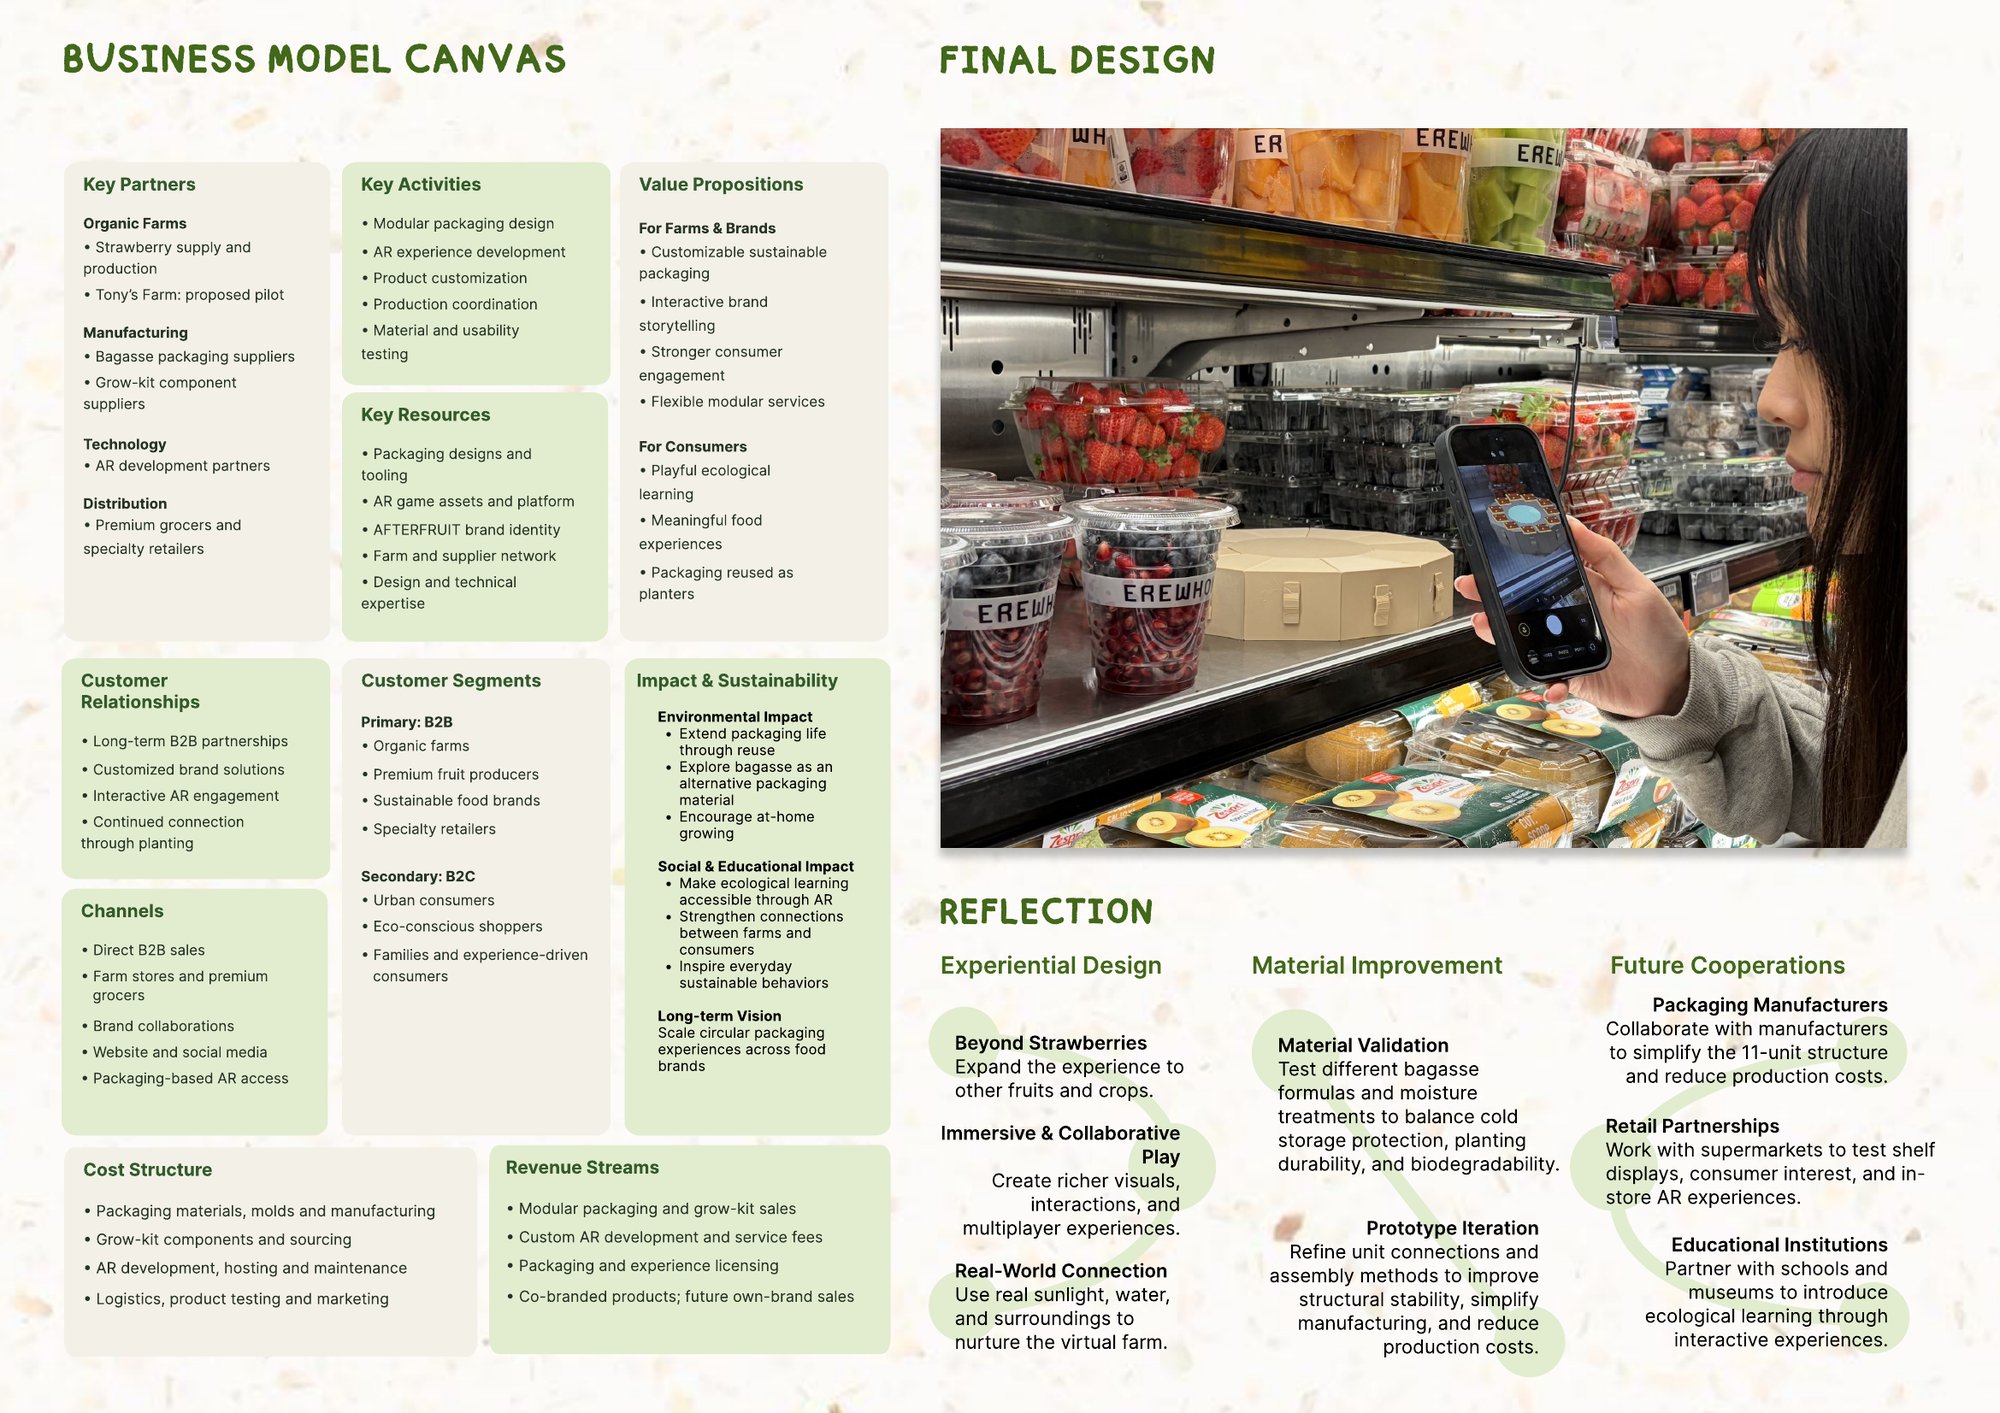 BUSINESS MODEL CANVAS
Key Partners
Organic Farms
• Strawberry supply and
production
• Tony's Farm: proposed pilot
Manufacturing
• Bagasse packaging suppliers
• Grow-kit component
suppliers
Technology
• AR development partners
Distribution
• Premium grocers and
specialty retailers
Key Activities
• Modular packaging design
• AR experience development
• Product customization
• Production coordination
• Material and usability
testing
Key Resources
• Packaging designs and
tooling
• AR game assets and platform
• AFTERFRUIT brand identity
• Farm and supplier network
• Design and technical
expertise
Value Propositions
For Farms & Brands
• Customizable sustainable
packaging
• Interactive brand
storytelling
• Stronger consumer
engagement
• Flexible modular services
For Consumers
• Playful ecological
learning
• Meaningful food
experiences
• Packaging reused as
planters
Customer
Relationships
• Long-term B2B partnerships
• Customized brand solutions
• Interactive AR engagement
• Continued connection
through planting
Channels
• Direct B2B sales
• Farm stores and premium
grocers
• Brand collaborations
• Website and social media
• Packaging-based AR access
Customer Segments
Primary: B2B
• Organic farms
• Premium fruit producers
• Sustainable food brands
• Specialty retailers
Secondary: B2C
• Urban consumers
• Eco-conscious shoppers
• Families and experience-driven
consumers
Impact & Sustainability
Environmental Impact
• Extend packaging life
through reuse
• Explore bagasse as an
alternative packaging
material
• Encourage at-home
growing
Social & Educational Impact
• Make ecological learning
accessible through AR
• Strengthen connections
between farms and
consumers
• Inspire everyday
sustainable behaviors
Long-term Vision
Scale circular packaging
experiences across food
brands
Cost Structure
• Packaging materials, molds and manufacturing
• Grow-kit components and sourcing
• AR development, hosting and maintenance
• Logistics, product testing and marketing
Revenue Streams
• Modular packaging and grow-kit sales
• Custom AR development and service fees
• Packaging and experience licensing
• Co-branded products; future own-brand sales
FINAL DESIGN
WH
ER
EREW
EREW
EREWH
EREWHO
Zespri
ORGANIC
Zespri
Zespri
REFLECTION
Experiential Design
Beyond Strawberries
Expand the experience to
other fruits and crops.
Immersive & Collaborative
Play
Create richer visuals,
interactions, and
multiplayer experiences.
Real-World Connection
Use real sunlight, water,
and surroundings to
nurture the virtual farm.
Material Improvement
Material Validation
Test different bagasse
formulas and moisture
treatments to balance cold
storage protection, planting
durability, and biodegradability.
Prototype Iteration
Refine unit connections and
assembly methods to improve
structural stability, simplify
manufacturing, and reduce
production costs.
Future Cooperations
Packaging Manufacturers
Collaborate with manufacturers
to simplify the 11-unit structure
and reduce production costs.
Retail Partnerships
Work with supermarkets to test shelf
displays, consumer interest, and in-
store AR experiences.
Educational Institutions
Partner with schools and
museums to introduce
ecological learning through
interactive experiences.